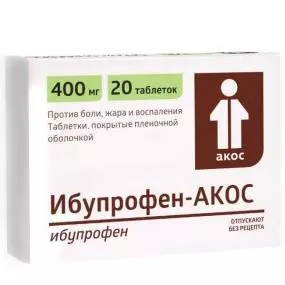 400 мг 20 таблеток
Против боли, жара и воспаления
Таблетки, покрытые пленочной
оболочкой
акос
Ибупрофен-АКОС
ибупрофен
ОТПУСКАЮТ
БЕЗ РЕЦЕПТА